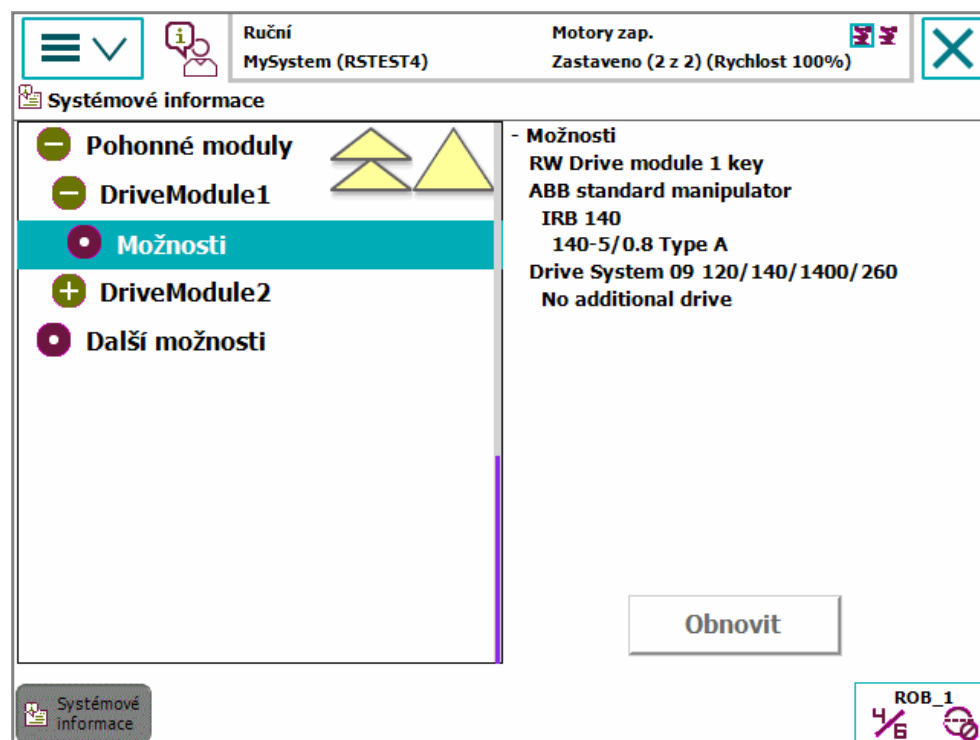 Ruční
MySystem (RSTEST4)
Motory zap.
Zastaveno (2 z 2) (Rychlost 100%)
Systémové informace
Pohonné moduly
DriveModule1
Možnosti
DriveModule2
Další možnosti
- Možnosti
RW Drive module 1 key
ABB standard manipulator
IRB 140
140-5/0.8 Type A
Drive System 09 120/140/1400/260
No additional drive
Obnovit
Systémové
informace
ROB_1
4/6